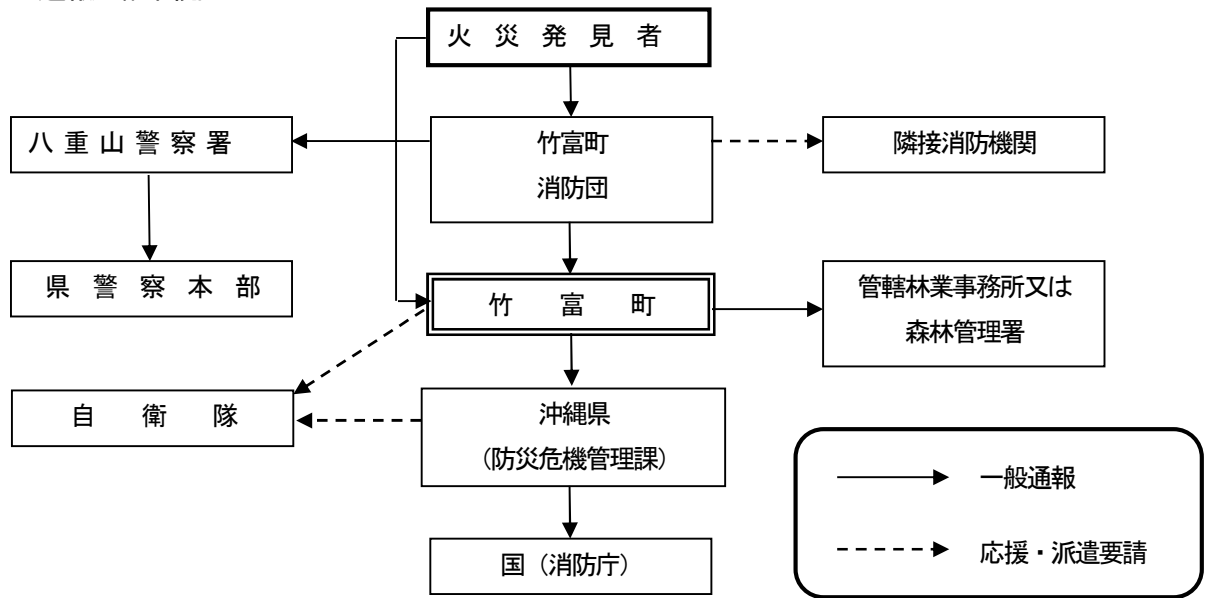 火災発見者
八重山警察署
竹富町
消防団
隣接消防機関
県警察本部
竹富町
管轄林業事務所又は
森林管理署
自衛隊
沖縄県
(防災危機管理課)
国(消防庁)
一般通報
応援・派遣要請